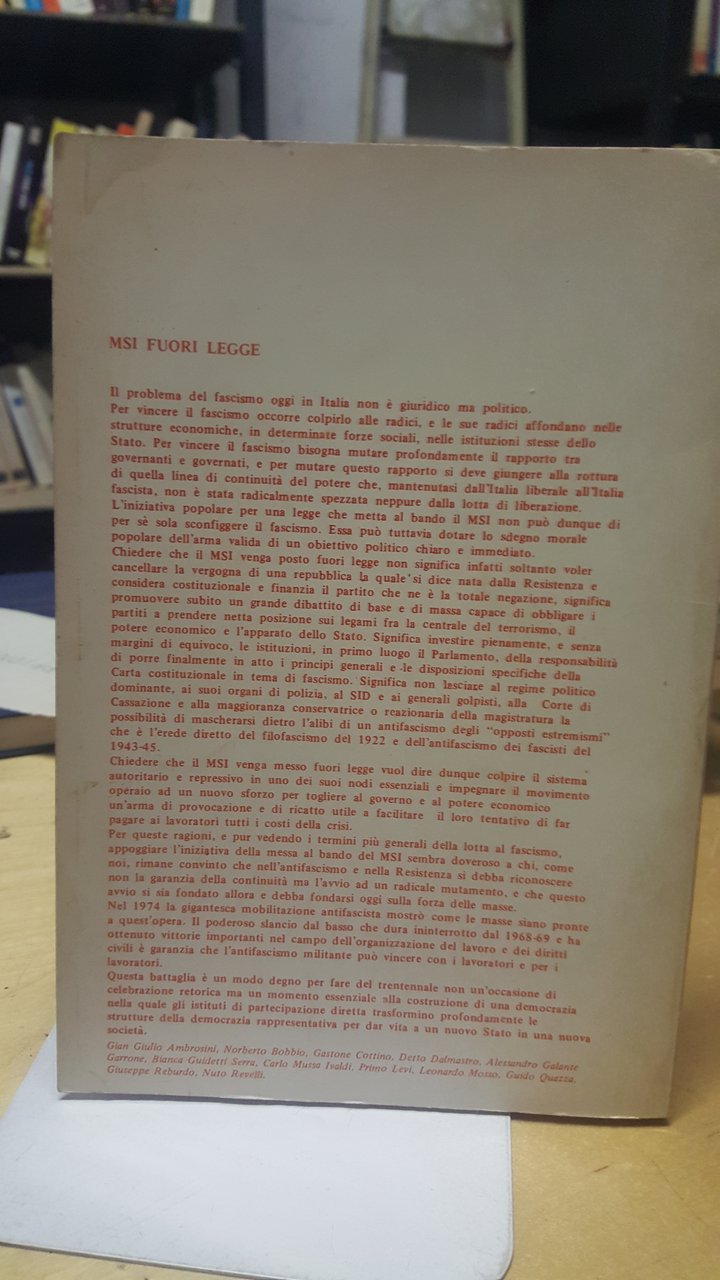 MSI FUORI LEGGE
Il problema del fascismo oggi in Italia non è giuridico ma politico.
Per vincere il fascismo occorre colpirlo alle radici, e le sue radici affondano nelle
strutture economiche, in determinate forze sociali, nelle istituzioni stesse dello
Stato. Per vincere il fascismo bisogna mutare profondamente il rapporto tra
governanti e governati, e per mutare questo rapporto si deve giungere alla rottura
di quella linea di continuità del potere che, mantenutasi dall'Italia liberale all'Italia
fascista, non è stata radicalmente spezzata neppure dalla lotta di liberazione.
L'iniziativa popolare per una legge che metta al bando il MSI non può dunque di
per sè sola sconfiggere il fascismo. Essa può tuttavia dotare lo sdegno morale
popolare dell'arma valida di un obiettivo politico chiaro e immediato.
Chiedere che il MSI venga posto fuori legge non significa infatti soltanto voler
cancellare la vergogna di una repubblica la quale si dice nata dalla Resistenza e
considera costituzionale e finanzia il partito che ne è la totale negazione, significa
promuovere subito un grande dibattito di base e di massa capace di obbligare i
partiti a prendere netta posizione sui legami fra la centrale del terrorismo, il
potere economico e l'apparato dello Stato. Significa investire pienamente, e senza
margini di equivoco, le istituzioni, in primo luogo il Parlamento, della responsabilità
di porre finalmente in atto i principi generali e le disposizioni specifiche della
Carta costituzionale in tema di fascismo. Significa non lasciare al regime politico
dominante, ai suoi organi di polizia, al SID e ai generali golpisti, alla Corte di
Cassazione e alla maggioranza conservatrice o reazionaria della magistratura la
possibilità di mascherarsi dietro l'alibi di un antifascismo degli "opposti estremismi"
che è l'erede diretto del filofascismo del 1922 e dell'antifascismo dei fascisti del
1943-45.
Chiedere che il MSI venga messo fuori legge vuol dire dunque colpire il sistema
autoritario e repressivo in uno dei suoi nodi essenziali e impegnare il movimento
operaio ad un nuovo sforzo per togliere al governo e al potere economico
un'arma di provocazione e di ricatto utile a facilitare il loro tentativo di far
pagare ai lavoratori tutti i costi della crisi.
Per queste ragioni, e pur vedendo i termini più generali della lotta al fascismo,
appoggiare l'iniziativa della messa al bando del MSI sembra doveroso a chi, come
noi, rimane convinto che nell'antifascismo e nella Resistenza si debba riconoscere
non la garanzia della continuità ma l'avvio ad un radicale mutamento, e che questo
avvio si sia fondato allora e debba fondarsi oggi sulla forza delle masse.
Nel 1974 la gigantesca mobilitazione antifascista mostrò come le masse siano pronte
a quest'opera. Il poderoso slancio dal basso che dura ininterrotto dal 1968-69 e ha
ottenuto vittorie importanti nel campo dell'organizzazione del lavoro e dei diritti
civili è garanzia che l'antifascismo militante può vincere con i lavoratori e per i
lavoratori.
Questa battaglia è un modo degno per fare del trentennale non un'occasione di
celebrazione retorica ma un momento essenziale alla costruzione di una democrazia
nella quale gli istituti di partecipazione diretta trasformino profondamente le
strutture della democrazia rappresentativa per dar vita a un nuovo Stato in una nuova
società.
Gian Giulio Ambrosini, Norberto Bobbio, Gastone Cottino, Detto Dalmastro, Alessandro Galante
Garrone, Bianca Guidetti Serra, Carlo Mussa Ivaldi, Primo Levi, Leonardo Mosso, Guido Quazza,
Giuseppe Reburdo, Nuto Revelli.